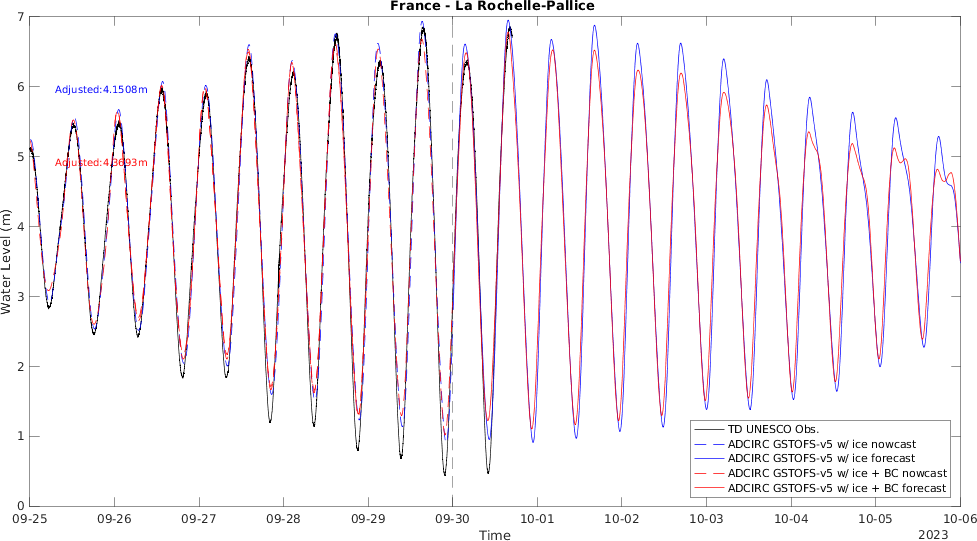 France - La Rochelle-Pallice
7
6
5
4
3
2
1
0
Water Level (m)
Adjusted:4.1508m
Adjusted:4.3693m
TD UNESCO Obs.
ADCIRC GSTOFS-v5 w/ ice nowcast
ADCIRC GSTOFS-v5 w/ ice forecast
ADCIRC GSTOFS-v5 w/ ice + BC nowcast
ADCIRC GSTOFS-v5 w/ ice + BC forecast
09-25 09-26 09-27 09-28 09-29 09-30 10-01 10-02 10-03 10-04 10-05 10-06
Time
2023